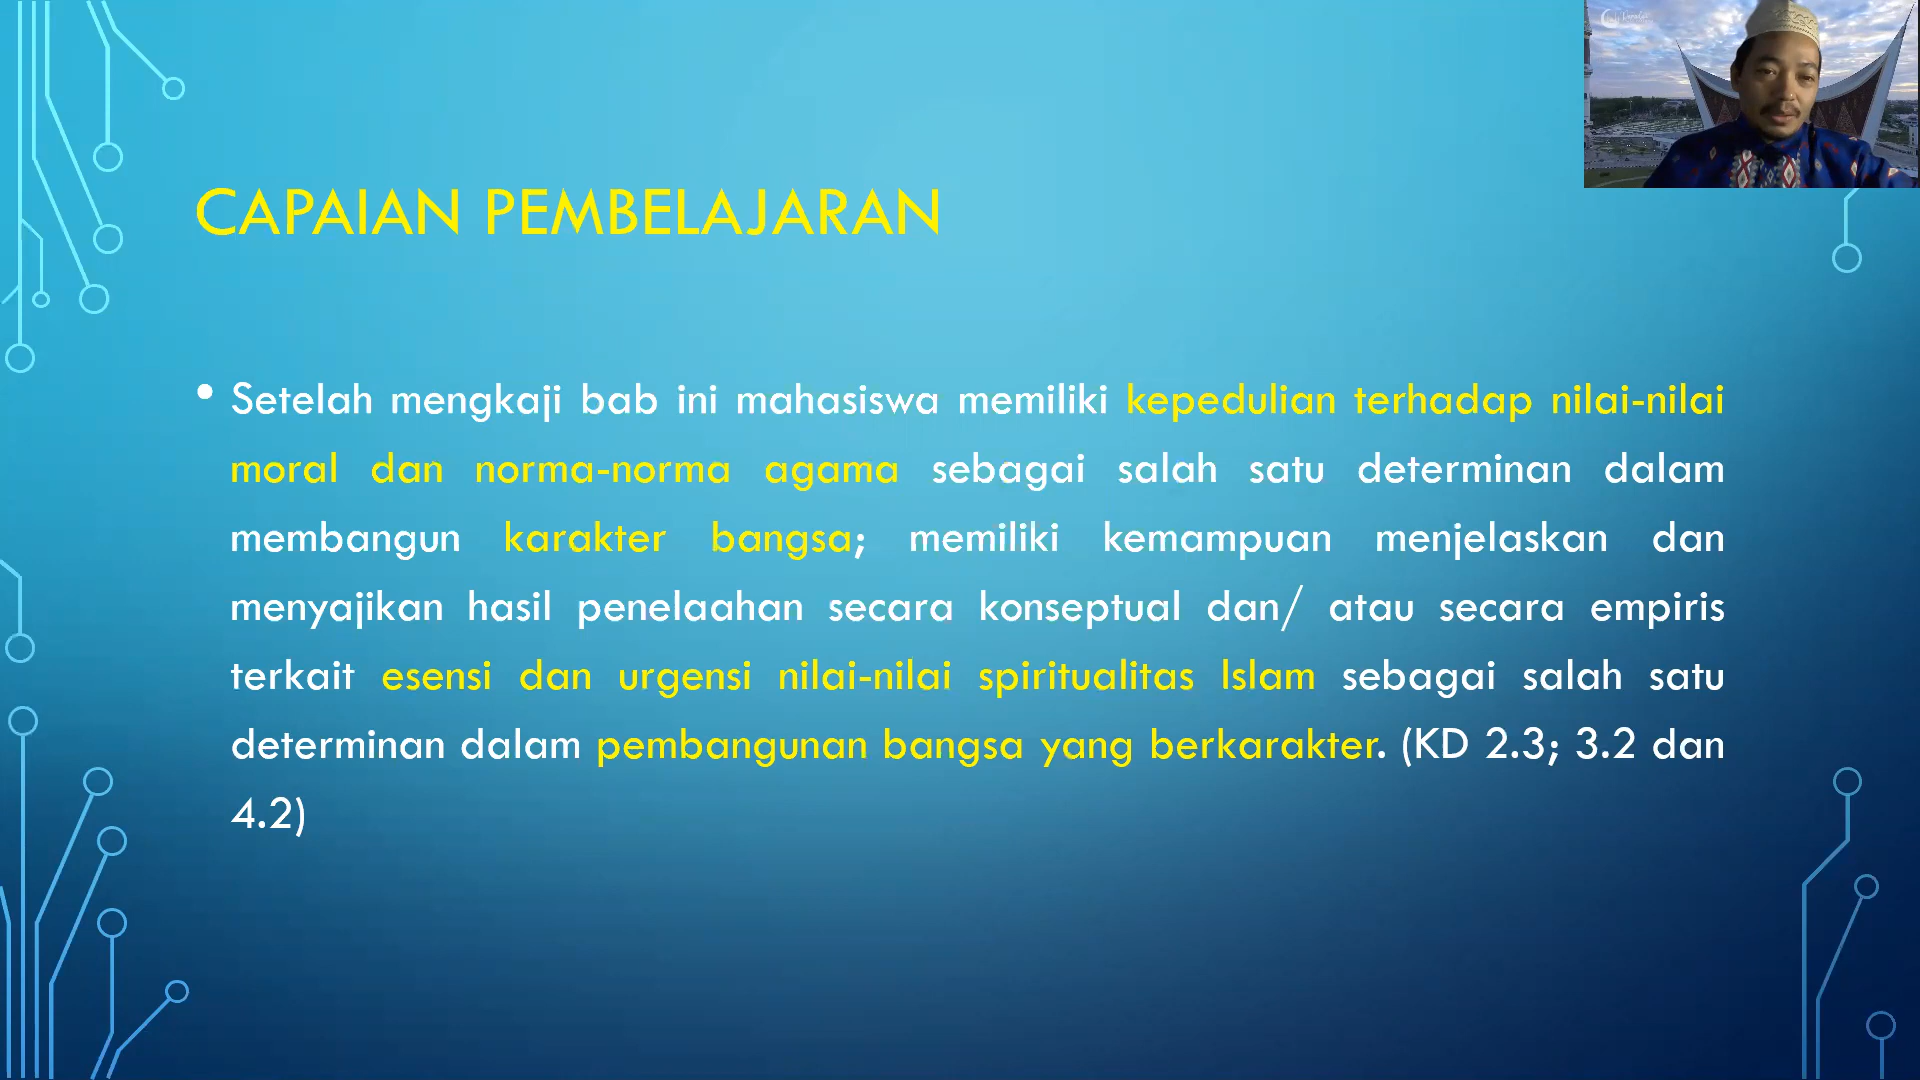 CAPAIAN PEMBELAJARAN
• Setelah mengkaji bab ini mahasiswa memiliki kepedulian terhadap nilai-nilai
moral dan norma-norma agama sebagai salah satu determinan dalam
membangun karakter bangsa; memiliki kemampuan menjelaskan dan
menyajikan hasil penelaahan secara konseptual dan/ atau secara empiris
terkait esensi dan urgensi nilai-nilai spiritualitas Islam sebagai salah satu
determinan dalam pembangunan bangsa yang berkarakter. (KD 2.3; 3.2 dan
4.2)